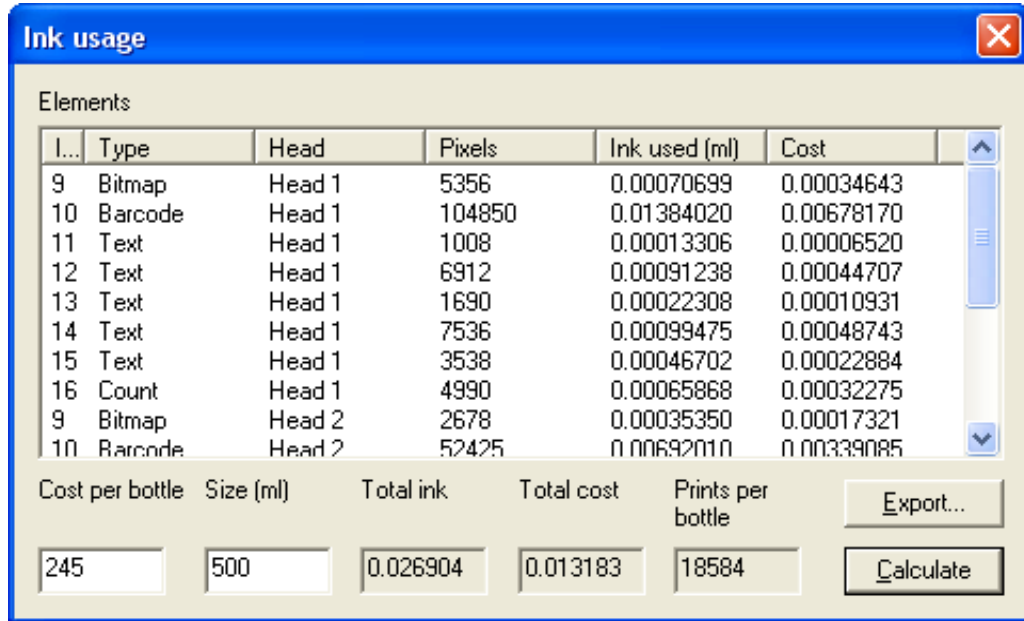 Ink usage
Elements
I... Type Head Pixels Ink used (ml) Cost
9 Bitmap Head 1 5356 0.00070699 0.00034643
10 Barcode Head 1 104850 0.01384020 0.00678170
11 Text Head 1 1008 0.00013306 0.00006520
12 Text Head 1 6912 0.00091238 0.00044707
13 Text Head 1 1690 0.00022308 0.00010931
14 Text Head 1 7536 0.00099475 0.00048743
15 Text Head 1 3538 0.00046702 0.00022884
16 Count Head 1 4990 0.00065868 0.00032275
9 Bitmap Head 2 2678 0.00035350 0.00017321
10 Barcode Head 2 52425 0.00692010 0.00339085
Cost per bottle Size (ml) Total ink Total cost Prints per
bottle
Export...
245 500 0.026904 0.013183 18584 Calculate